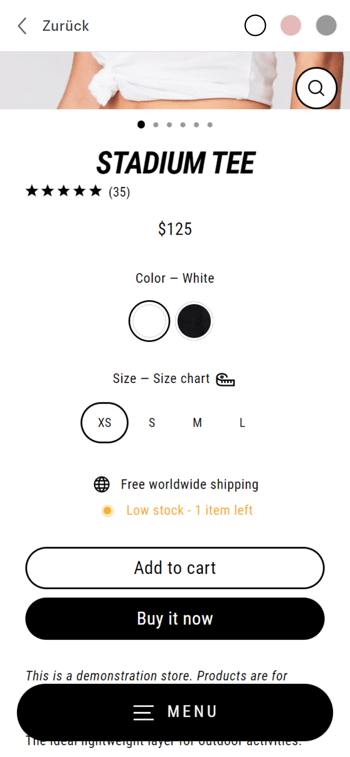 Zurück
STADIUM TEE
(35)
$125
Color — White
Size — Size chart
XS S M L
Free worldwide shipping
Low stock - 1 item left
Add to cart
Buy it now
This is a demonstration store. Products are for
MENU
The ideal lightweight layer for outdoor activities.